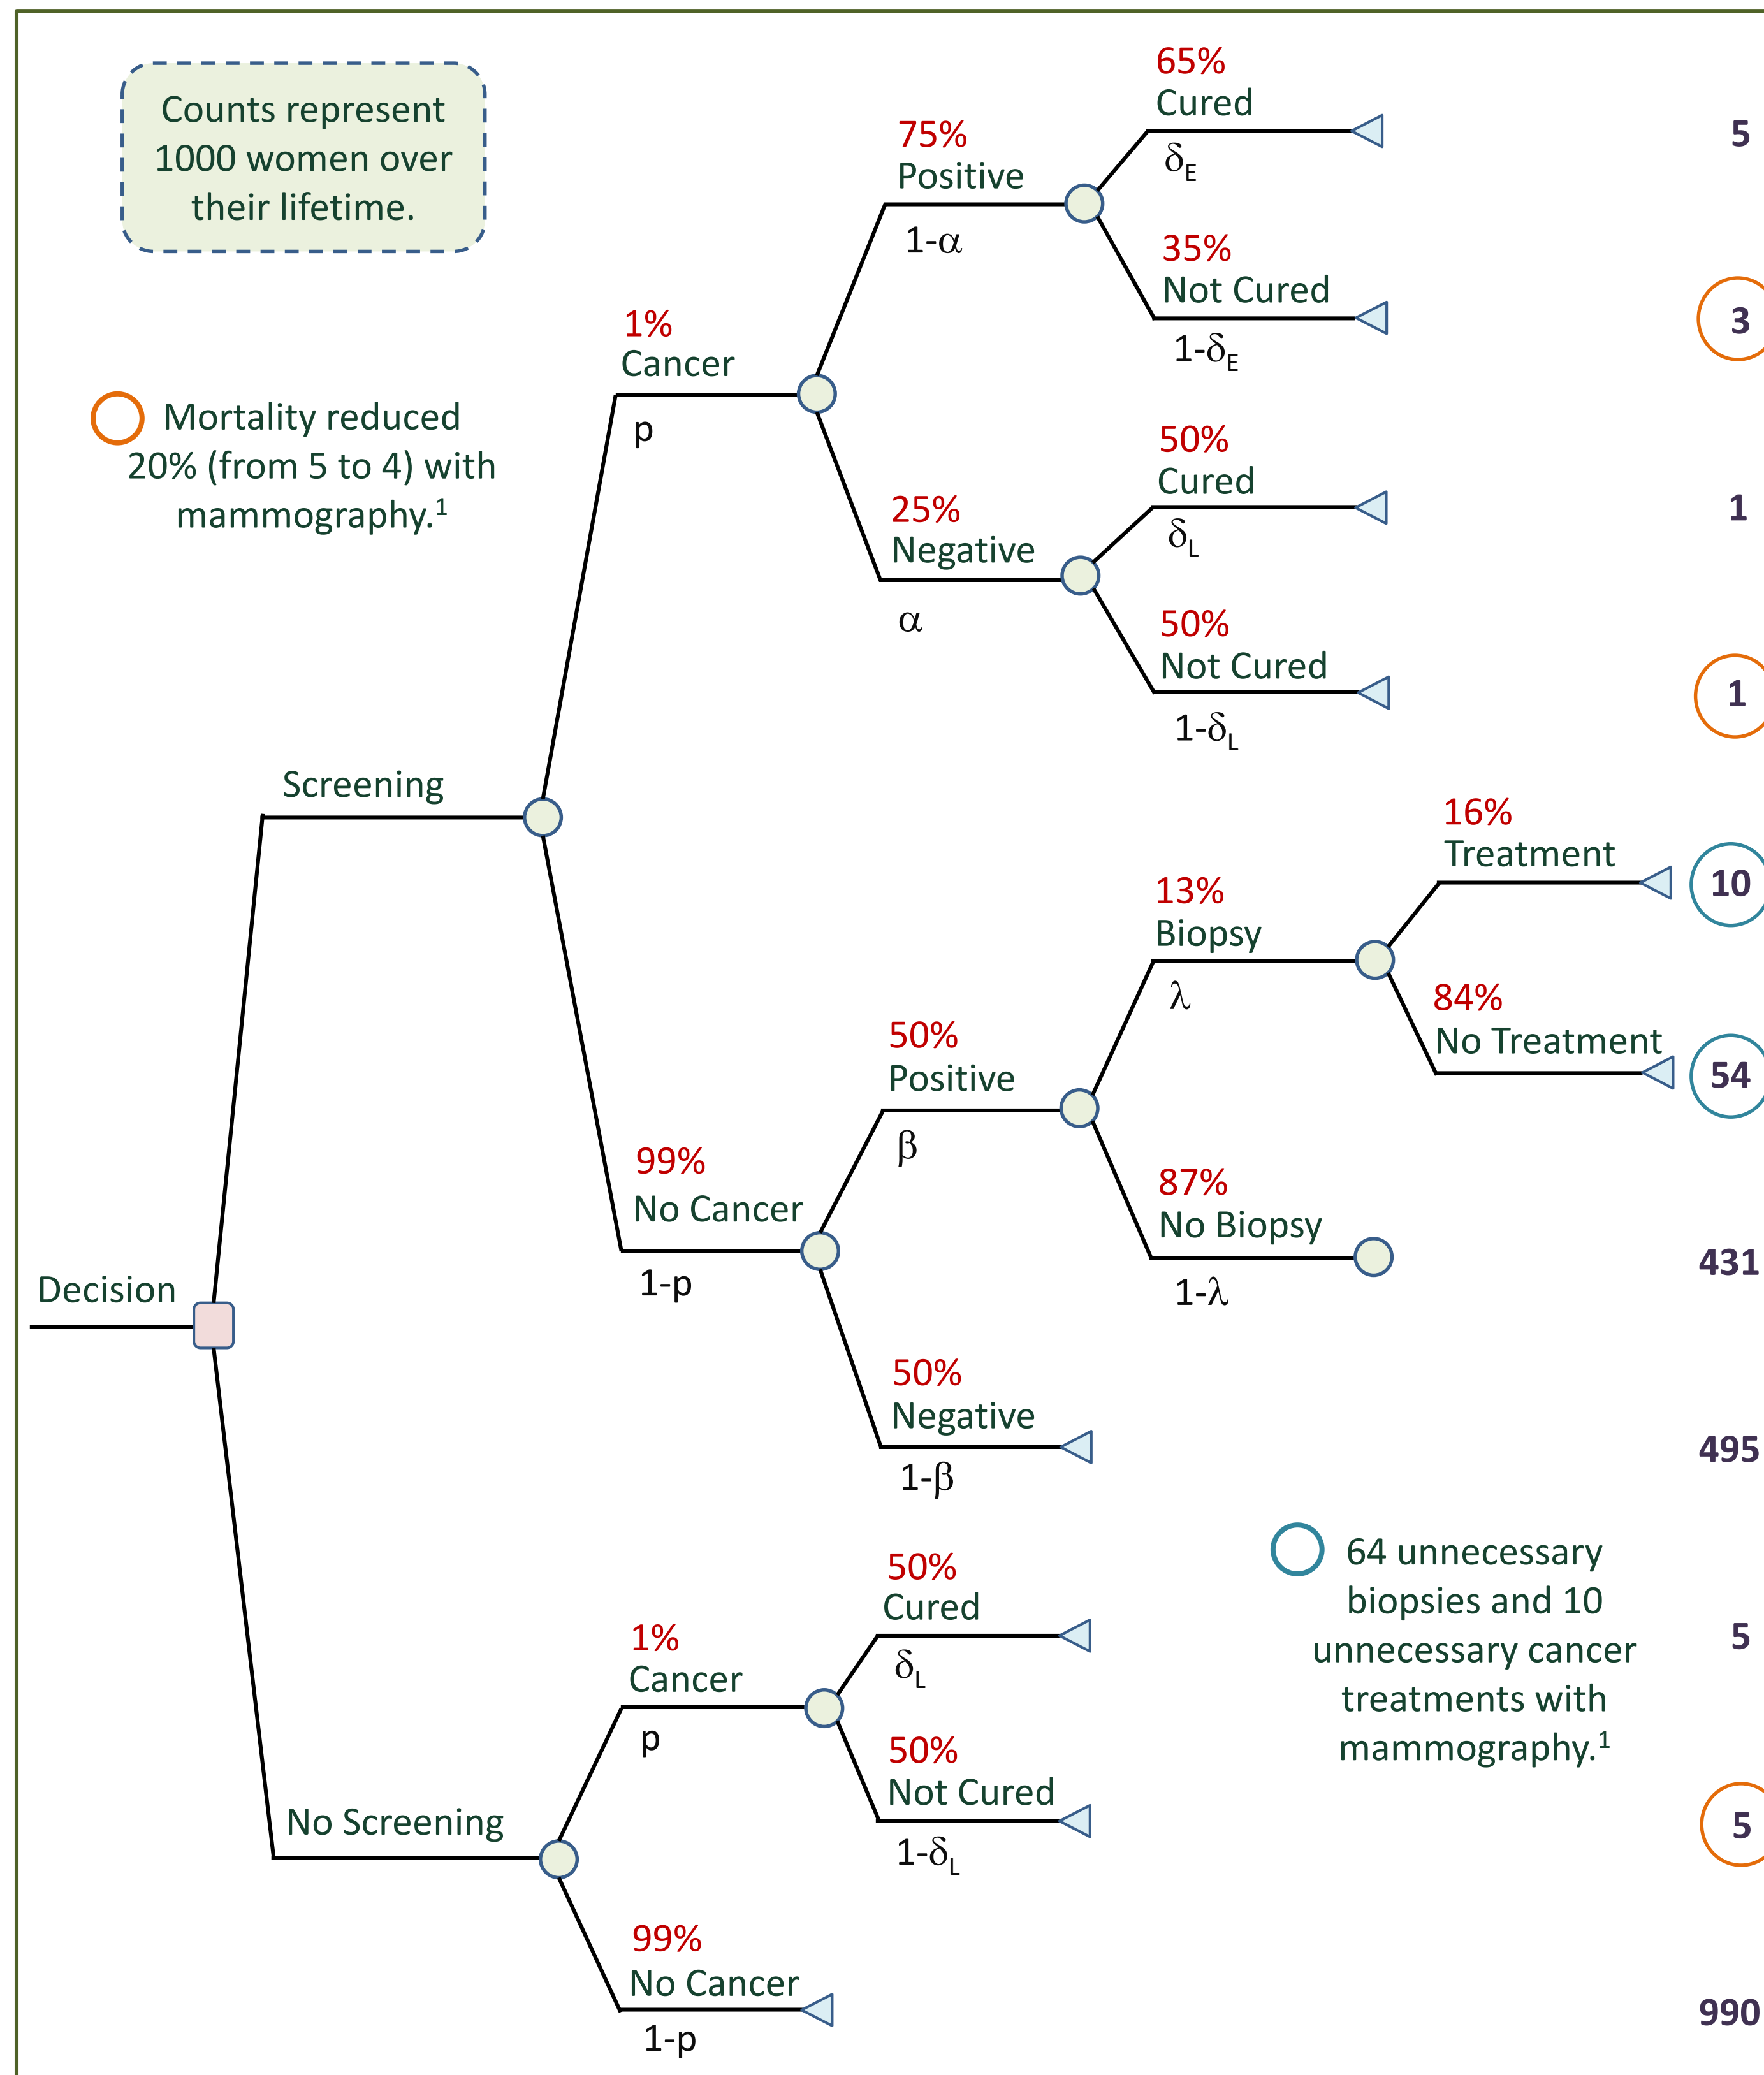 Counts represent
1000 women over
their lifetime.
Mortality reduced
20% (from 5 to 4) with
mammography.¹
Decision
Screening
1%
Cancer
p
75%
Positive
1-α
65%
Cured
δE
5
35%
Not Cured
1-δE
3
25%
Negative
α
50%
Cured
δL
1
50%
Not Cured
1-δL
1
99%
No Cancer
1-p
50%
Positive
β
13%
Biopsy
λ
16%
Treatment
10
84%
No Treatment
54
87%
No Biopsy
1-λ
431
50%
Negative
1-β
495
64 unnecessary
biopsies and 10
unnecessary cancer
treatments with
mammography.¹
No Screening
1%
Cancer
p
50%
Cured
δL
5
50%
Not Cured
1-δL
5
99%
No Cancer
1-p
990